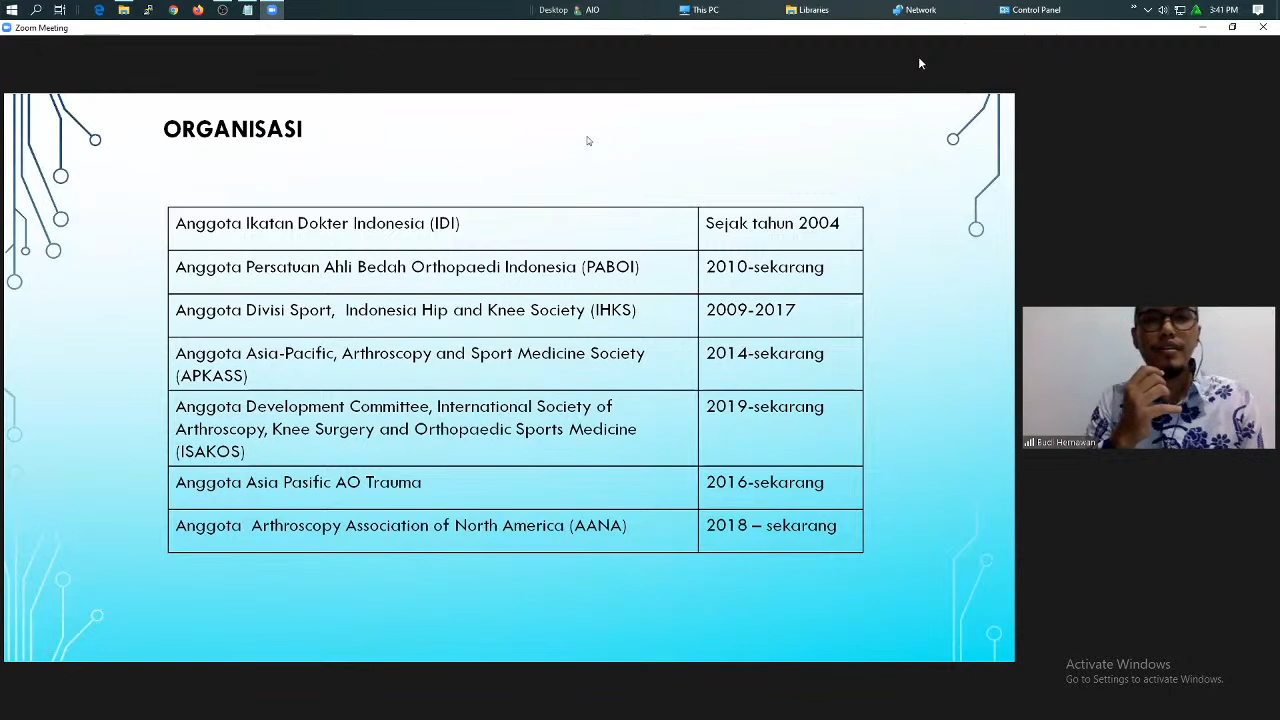 Desktop
AIO
This PC
Libraries
Network
Control Panel
3:41 PM
Zoom Meeting
ORGANISASI
Anggota Ikatan Dokter Indonesia (IDI)
Sejak tahun 2004
Anggota Persatuan Ahli Bedah Orthopaedi Indonesia (PABOI)
2010-sekarang
Anggota Divisi Sport, Indonesia Hip and Knee Society (IHKS)
2009-2017
Anggota Asia-Pacific, Arthroscopy and Sport Medicine Society
(APKASS)
2014-sekarang
Anggota Development Committee, International Society of
Arthroscopy, Knee Surgery and Orthopaedic Sports Medicine
(ISAKOS)
2019-sekarang
Anggota Asia Pasific AO Trauma
2016-sekarang
Anggota Arthroscopy Association of North America (AANA)
2018 – sekarang
Budi Hernawan
Activate Windows
Go to Settings to activate Windows.